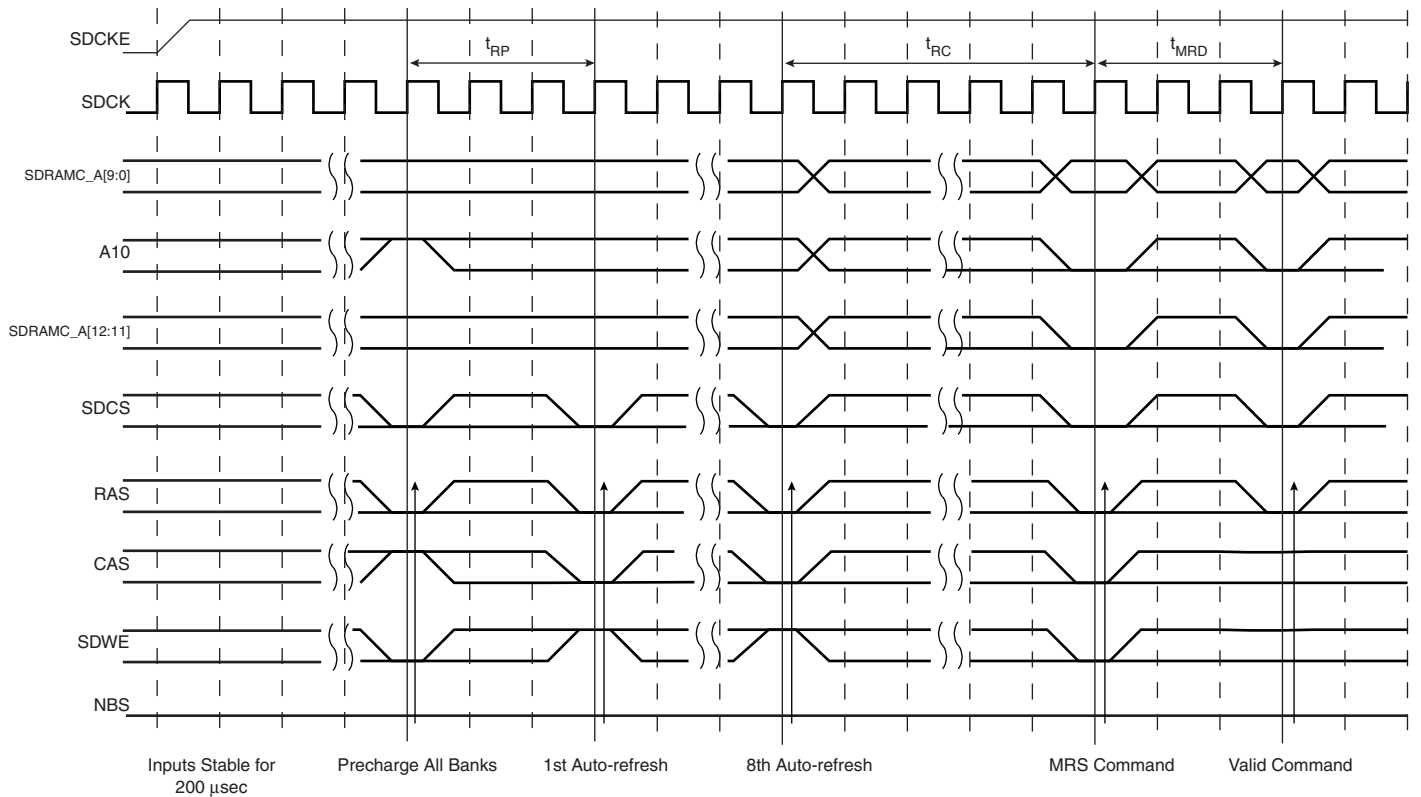 SDCKE
t_RP
t_RC
t_MRD
SDCK
SDRAMC_A[9:0]
A10
SDRAMC_A[12:11]
SDCS
RAS
CAS
SDWE
NBS
Inputs Stable for
200 μsec
Precharge All Banks
1st Auto-refresh
8th Auto-refresh
MRS Command
Valid Command